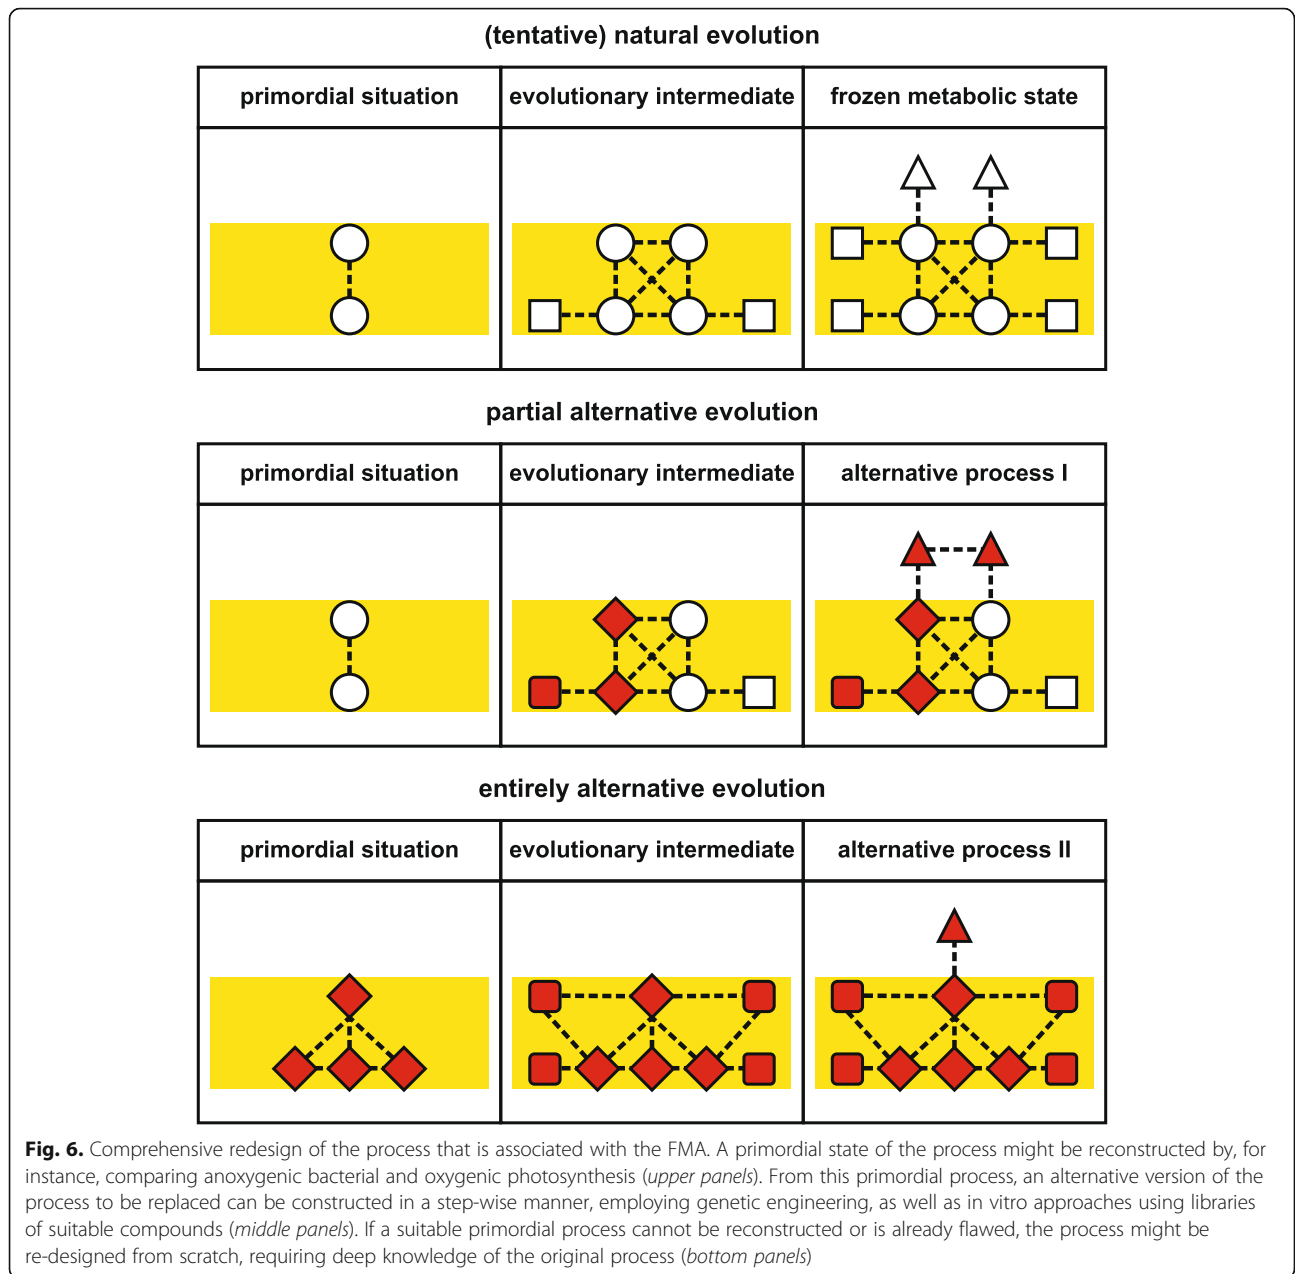 (tentative) natural evolution
primordial situation evolutionary intermediate frozen metabolic state
partial alternative evolution
primordial situation evolutionary intermediate alternative process I
entirely alternative evolution
primordial situation evolutionary intermediate alternative process II
Fig. 6. Comprehensive redesign of the process that is associated with the FMA. A primordial state of the process might be reconstructed by, for
instance, comparing anoxygenic bacterial and oxygenic photosynthesis (upper panels). From this primordial process, an alternative version of the
process to be replaced can be constructed in a step-wise manner, employing genetic engineering, as well as in vitro approaches using libraries
of suitable compounds (middle panels). If a suitable primordial process cannot be reconstructed or is already flawed, the process might be
re-designed from scratch, requiring deep knowledge of the original process (bottom panels)